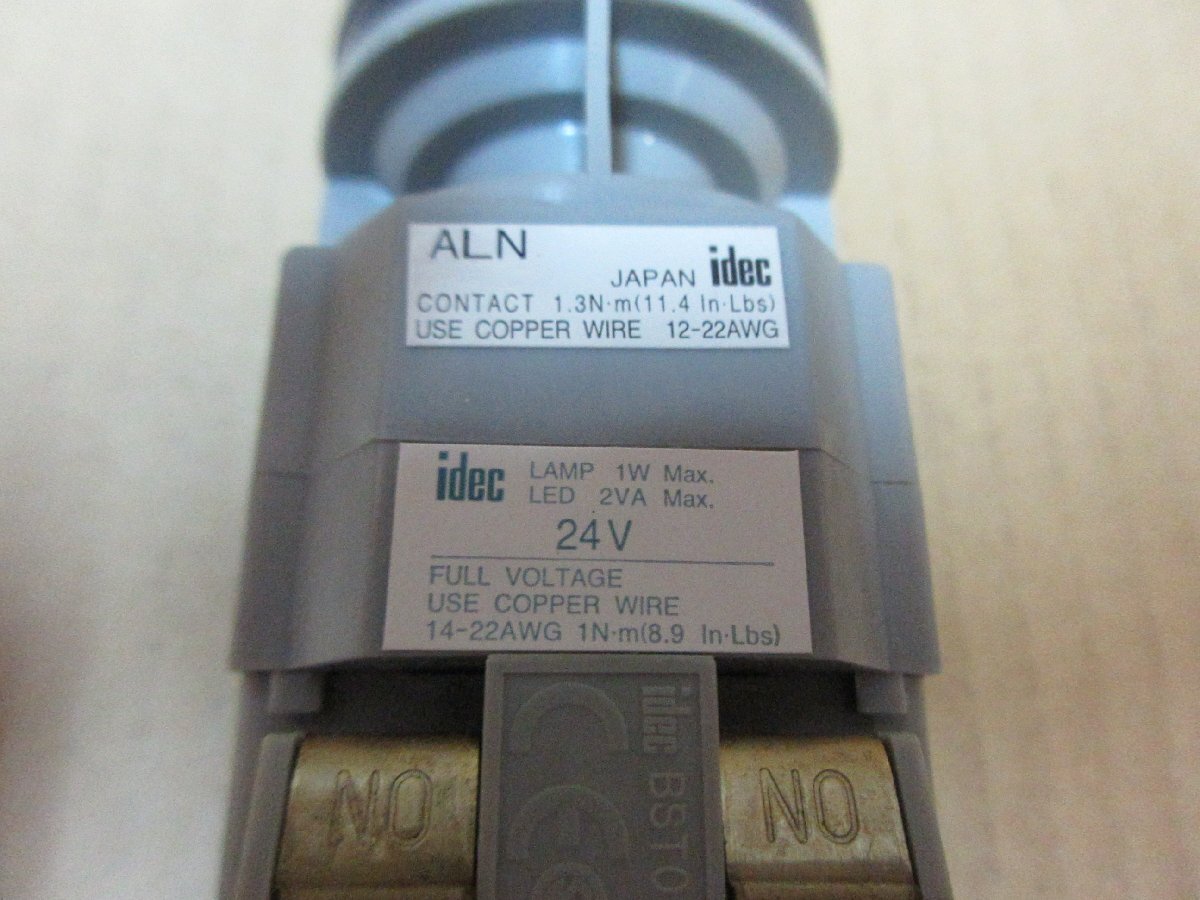 ALN
JAPAN idec
CONTACT 1.3N·m(11.4 In·Lbs)
USE COPPER WIRE 12-22AWG
idec LAMP 1W Max.
LED 2VA Max.
24V
FULL VOLTAGE
USE COPPER WIRE
14-22AWG 1N·m(8.9 In·Lbs)
NO
CE
idec
NO